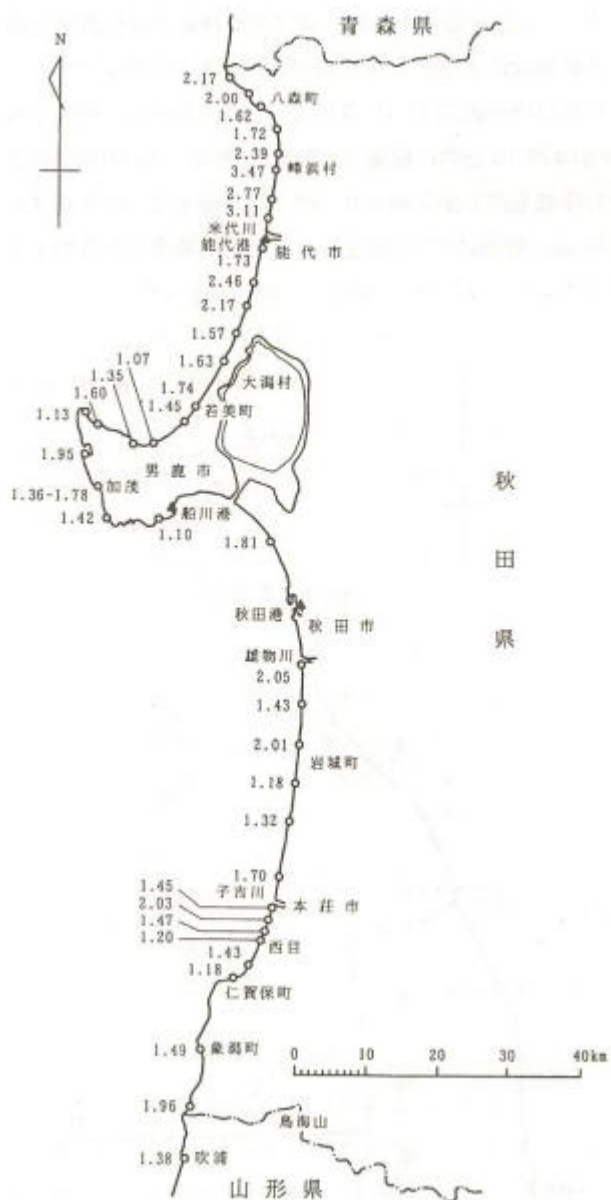 青森県
N
2.17
2.00
八森町
1.62
1.72
2.39
3.47
峰浜村
2.77
3.11
米代川
能代港
能代市
1.73
2.46
2.17
1.57
1.63
1.07
1.35
1.60
1.74
1.45
1.13
若美町
大潟村
1.95
男鹿市
加茂
1.36-1.78
1.42
船川港
1.10
秋田県
1.81
秋田港
秋田市
雄物川
2.05
1.43
2.01
岩城町
1.18
1.32
1.70
子吉川
1.45
本荘市
2.03
1.47
1.20
西目
1.43
1.18
仁賀保町
1.49
象潟町
0 10 20 30 40km
1.96
鳥海山
1.38
吹浦
山形県